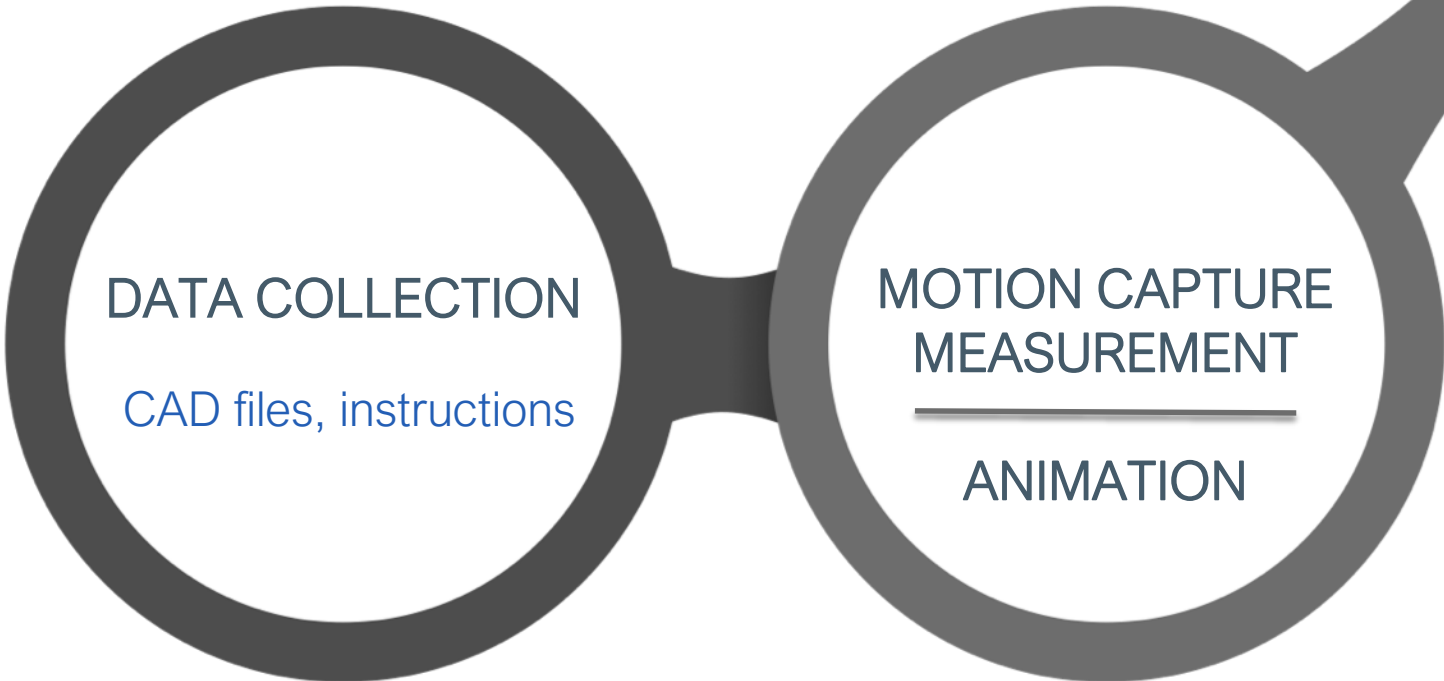 DATA COLLECTION
CAD files, instructions
MOTION CAPTURE
MEASUREMENT
ANIMATION